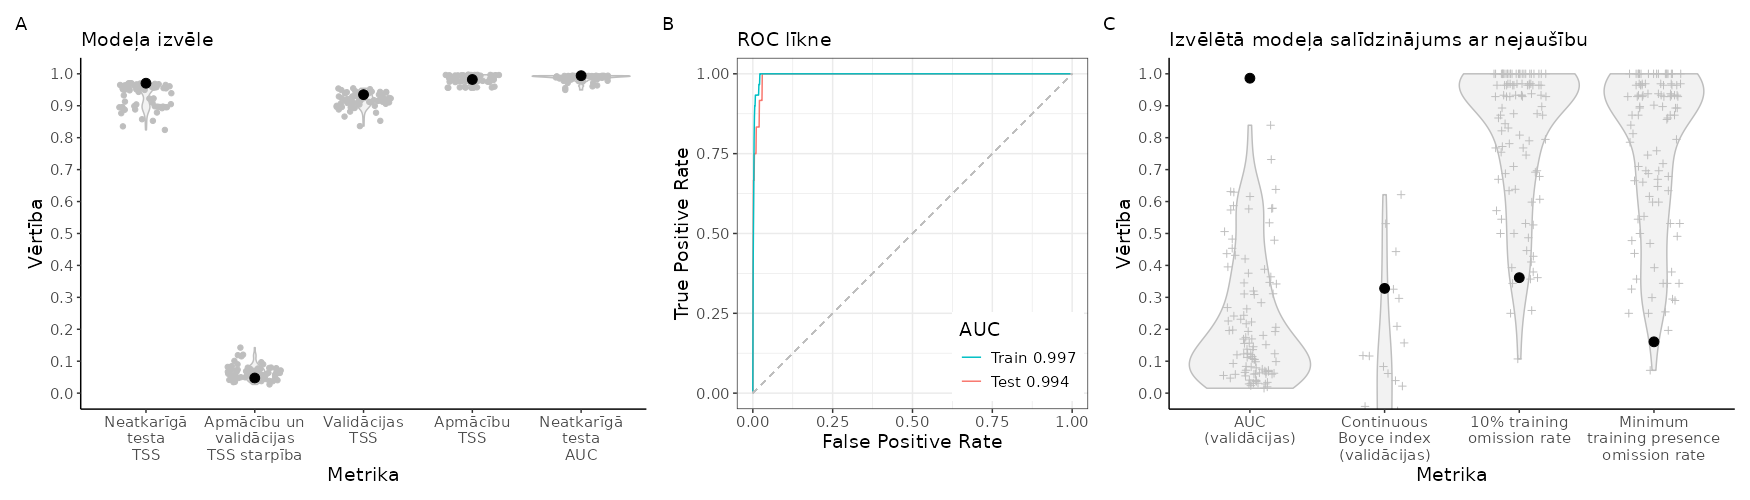 A
Modeļa izvēle
Vērtība
1.0
0.9
0.8
0.7
0.6
0.5
0.4
0.3
0.2
0.1
0.0
Neatkarīgā
testa
TSS
Apmācību un
validācijas
TSS starpība
Validācijas
TSS
Apmācību
TSS
Neatkarīgā
testa
AUC
Metrika
B
ROC līkne
True Positive Rate
1.00
0.75
0.50
0.25
0.00
AUC
Train 0.997
Test 0.994
0.00
0.25
0.50
0.75
1.00
False Positive Rate
C
Izvēlētā modeļa salīdzinājums ar nejaušību
Vērtība
1.0
0.9
0.8
0.7
0.6
0.5
0.4
0.3
0.2
0.1
0.0
AUC
(validācijas)
Continuous
Boyce index
(validācijas)
10% training
omission rate
Minimum
training presence
omission rate
Metrika